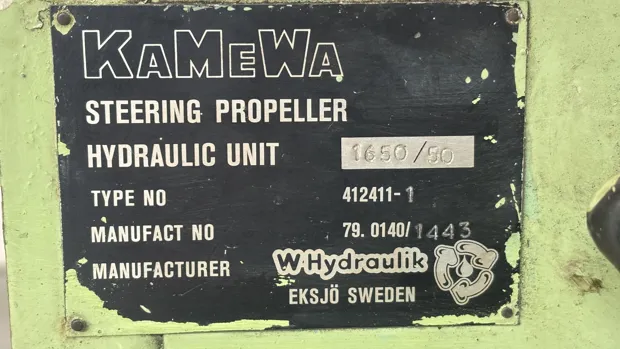 KAMEWA
STEERING PROPELLER
HYDRAULIC UNIT 1650/50
TYPE NO 412411-1
MANUFACT NO 79. 0140/1443
MANUFACTURER W-Hydraulik
EKSJÖ SWEDEN